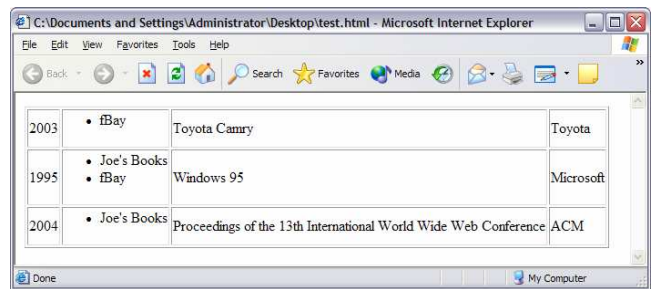 C:\Documents and Settings\Administrator\Desktop\test.html - Microsoft Internet Explorer
File Edit View Favorites Tools Help
Back Search Favorites Media »
2003 • fBay Toyota Camry Toyota
• Joe's Books
1995 • fBay Windows 95 Microsoft
2004 • Joe's Books Proceedings of the 13th International World Wide Web Conference ACM
Done My Computer